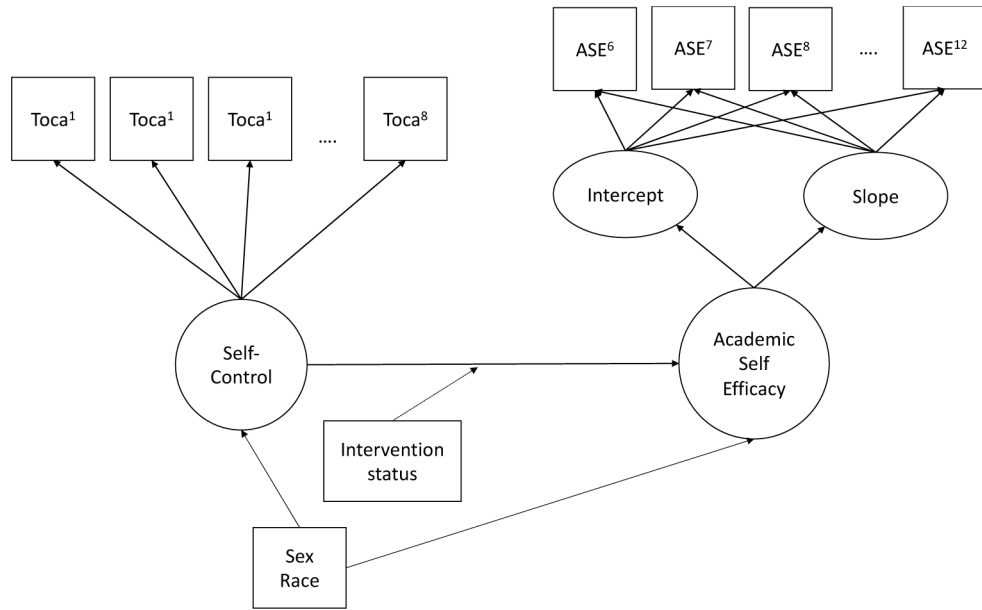 ASE⁶
ASE⁷
ASE⁸
....
ASE¹²
Toca¹
Toca¹
Toca¹
....
Toca⁸
Intercept
Slope
Self-
Control
Academic
Self
Efficacy
Intervention
status
Sex
Race